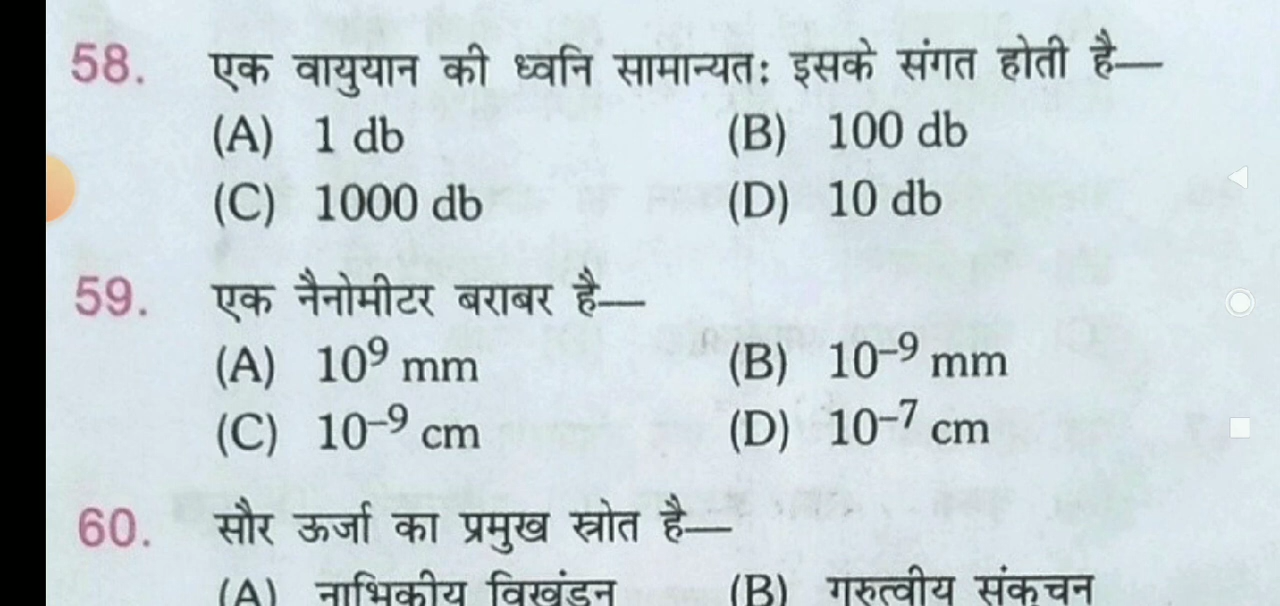 58. एक वायुयान की ध्वनि सामान्यतः इसके संगत होती है—
(A) 1 db (B) 100 db
(C) 1000 db (D) 10 db
59. एक नैनोमीटर बराबर है—
(A) 10⁹ mm (B) 10⁻⁹ mm
(C) 10⁻⁹ cm (D) 10⁻⁷ cm
60. सौर ऊर्जा का प्रमुख स्रोत है—
(A) नाभिकीय विखंडन (B) गुरुत्वीय संकुचन